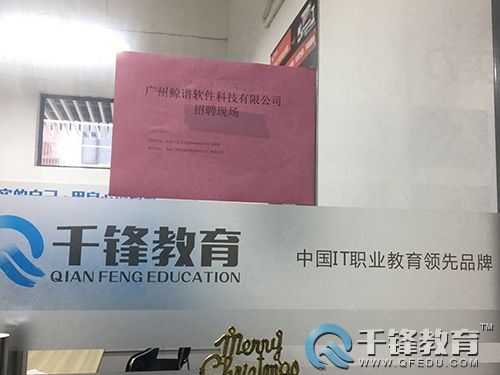 广州鲸谱软件科技有限公司
招聘现场
千锋教育
QIAN FENG EDUCATION
中国IT职业教育领先品牌
Merry
Christmas
千锋教育 TM
WWW.QFEDU.COM